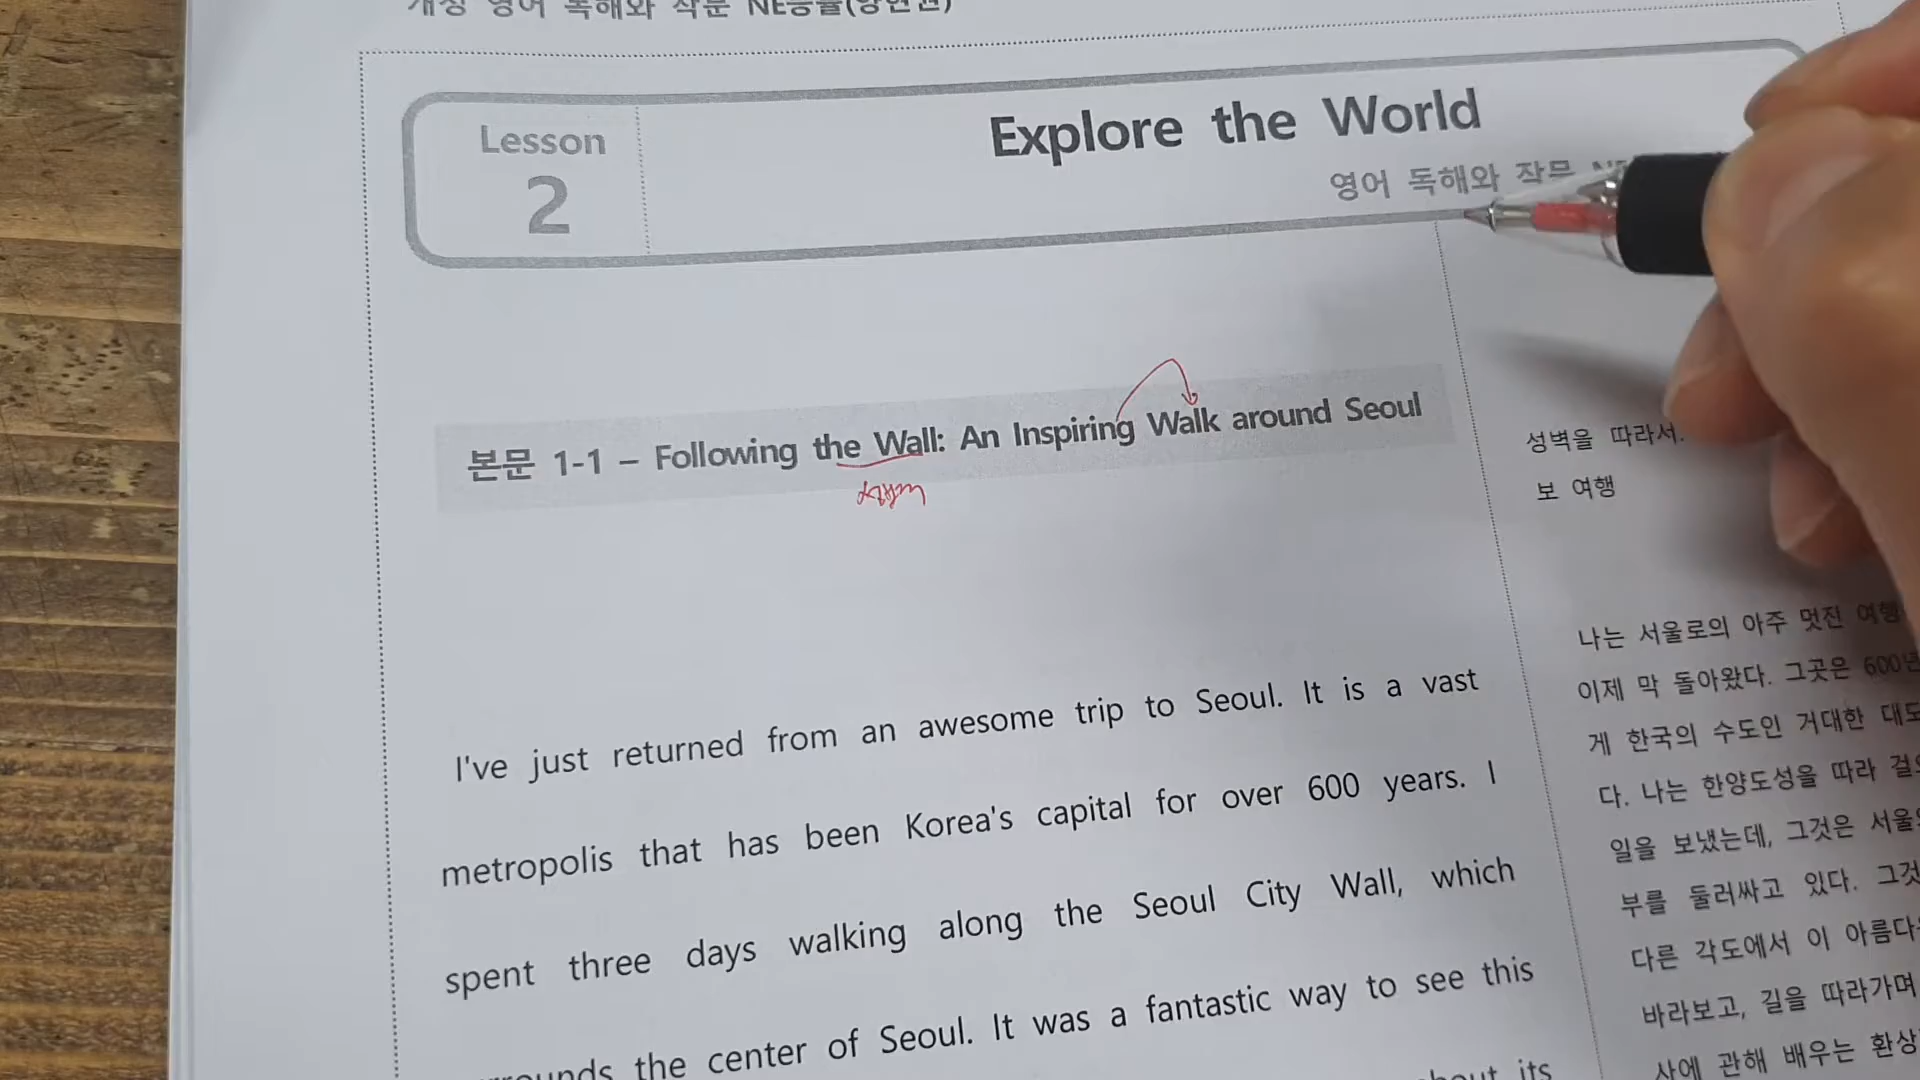 개정 영어 독해와 작문 NE능률(양현권)
Lesson
2
Explore the World
영어 독해와 작문
본문 1-1 – Following the Wall: An Inspiring Walk around Seoul
성벽을 따라서.
보 여행
I've just returned from an awesome trip to Seoul. It is a vast
metropolis that has been Korea's capital for over 600 years. I
spent three days walking along the Seoul City Wall, which
the center of Seoul. It was a fantastic way to see this
its
나는 서울로의 아주 멋진 여행
이제 막 돌아왔다. 그곳은 600년
게 한국의 수도인 거대한 대도
다. 나는 한양도성을 따라
일을 보냈는데, 그것은 서울
부를 둘러싸고 있다. 그것
다른 각도에서 이 아름다
바라보고, 길을 따라가며
사에 관해 배우는 환상